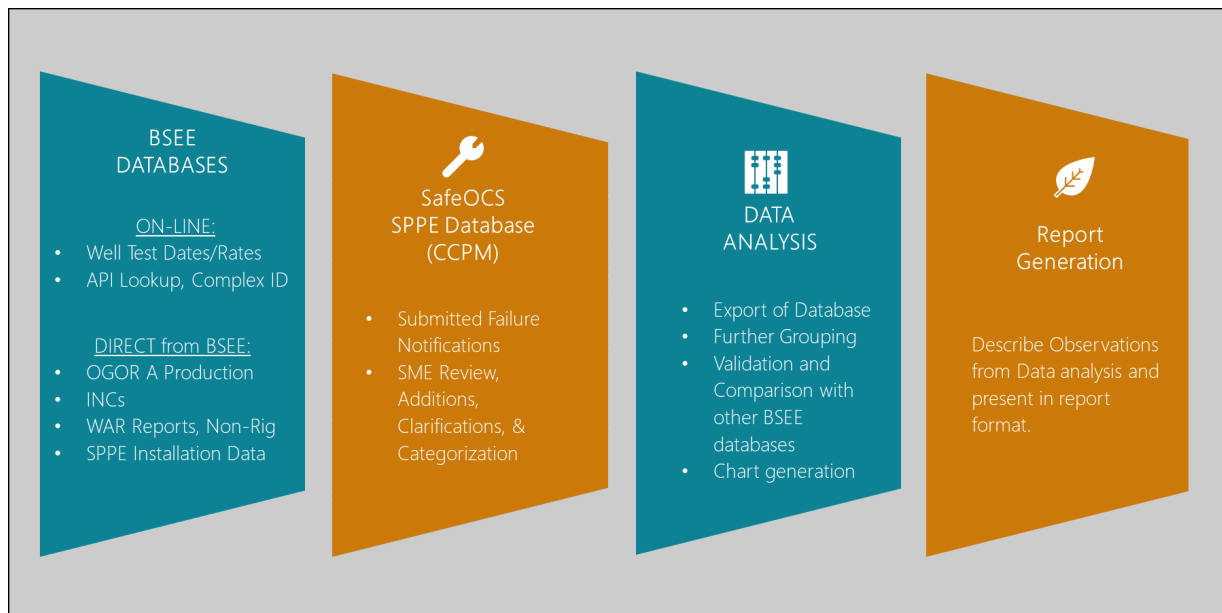 BSEE
DATABASES
ON-LINE:
• Well Test Dates/Rates
• API Lookup, Complex ID
DIRECT from BSEE:
• OGOR A Production
• INCs
• WAR Reports, Non-Rig
• SPPE Installation Data
SafeOCS
SPPE Database
(CCPM)
• Submitted Failure
Notifications
• SME Review,
Additions,
Clarifications, &
Categorization
DATA
ANALYSIS
• Export of Database
• Further Grouping
• Validation and
Comparison with
other BSEE
databases
• Chart generation
Report
Generation
Describe Observations
from Data analysis and
present in report
format.